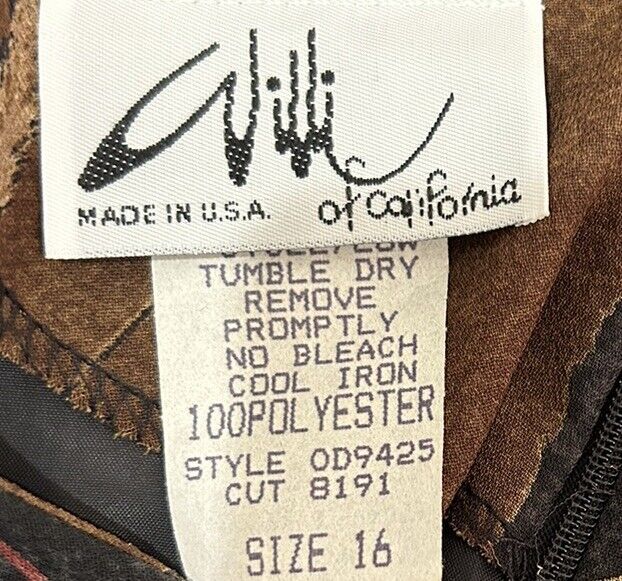 Willi
of California
MADE IN U.S.A.
TUMBLE DRY
REMOVE
PROMPTLY
NO BLEACH
COOL IRON
100POLYESTER
STYLE 0D9425
CUT 8191
SIZE 16